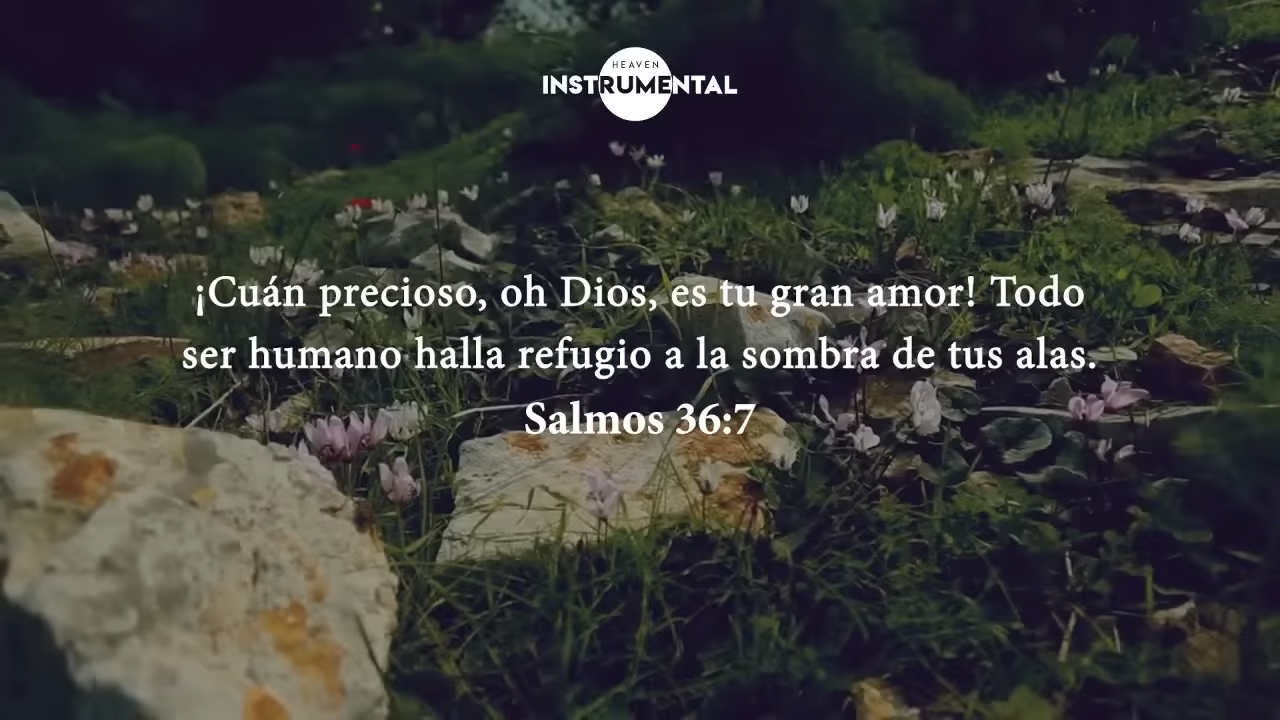 HEAVEN
INSTRUMENTAL
¡Cuán precioso, oh Dios, es tu gran amor! Todo
ser humano halla refugio a la sombra de tus alas.
Salmos 36:7